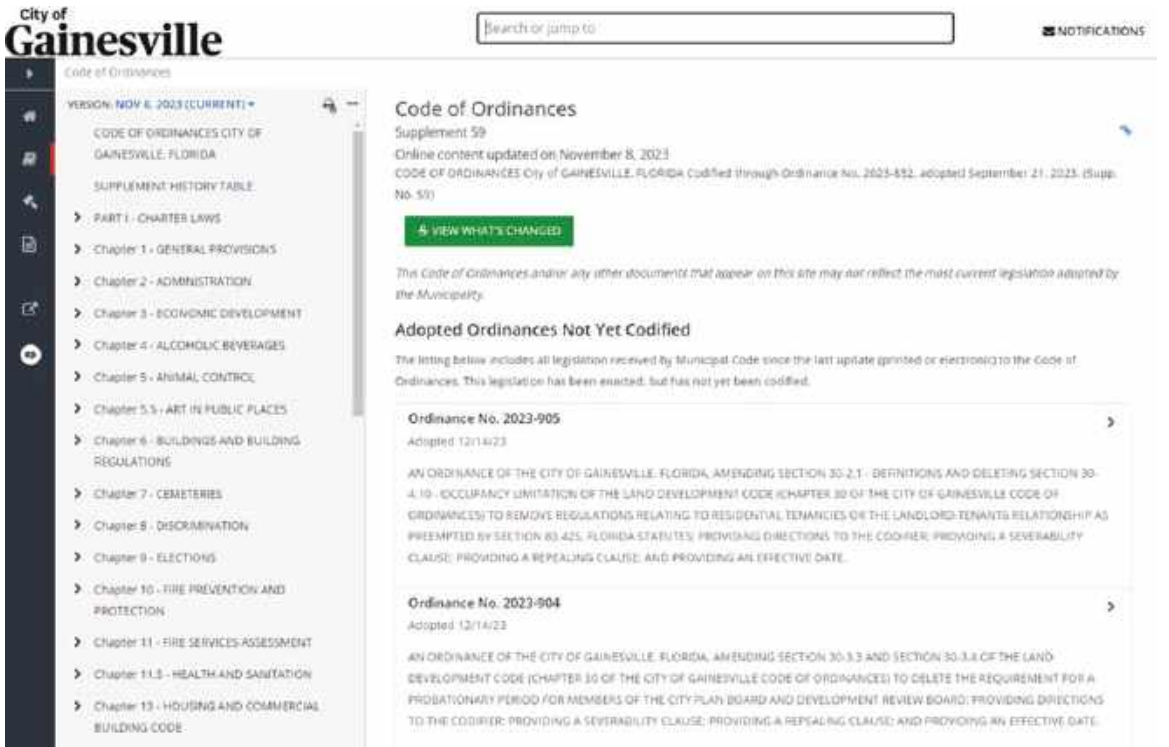 City of
Gainesville
Search or jump to
NOTIFICATIONS
Code of Ordinances
VERSION: NOV 8, 2023 (CURRENT)
CODE OF ORDINANCES CITY OF
GAINESVILLE, FLORIDA
SUPPLEMENT HISTORY TABLE
PART I - CHARTER LAWS
Chapter 1 - GENERAL PROVISIONS
Chapter 2 - ADMINISTRATION
Chapter 3 - ECONOMIC DEVELOPMENT
Chapter 4 - ALCOHOLIC BEVERAGES
Chapter 5 - ANIMAL CONTROL
Chapter 5.5 - ART IN PUBLIC PLACES
Chapter 6 - BUILDINGS AND BUILDING
REGULATIONS
Chapter 7 - CEMETERIES
Chapter 8 - DISCRIMINATION
Chapter 9 - ELECTIONS
Chapter 10 - FIRE PREVENTION AND
PROTECTION
Chapter 11 - FIRE SERVICES ASSESSMENT
Chapter 11.5 - HEALTH AND SANITATION
Chapter 13 - HOUSING AND COMMERCIAL
BUILDING CODE
Code of Ordinances
Supplement 59
Online content updated on November 8, 2023
CODE OF ORDINANCES City of GAINESVILLE, FLORIDA Codified through Ordinance No. 2023-852, adopted September 21, 2023. (Supp.
No. 59)
VIEW WHAT'S CHANGED
This Code of Ordinances and/or any other documents that appear on this site may not reflect the most current legislation adopted by
the Municipality.
Adopted Ordinances Not Yet Codified
The listing below includes all legislation received by Municipal Code since the last update (printed or electronic) to the Code of
Ordinances. This legislation has been enacted, but has not yet been codified.
Ordinance No. 2023-905
Adopted 12/14/23
AN ORDINANCE OF THE CITY OF GAINESVILLE, FLORIDA, AMENDING SECTION 30-2.1 - DEFINITIONS AND DELETING SECTION 30-
4.10 - OCCUPANCY LIMITATION OF THE LAND DEVELOPMENT CODE (CHAPTER 30 OF THE CITY OF GAINESVILLE CODE OF
ORDINANCES) TO REMOVE REGULATIONS RELATING TO RESIDENTIAL TENANCIES OR THE LANDLORD-TENANTS RELATIONSHIP AS
PREEMPTED BY SECTION 83.425, FLORIDA STATUTES; PROVIDING DIRECTIONS TO THE CODIFIER; PROVIDING A SEVERABILITY
CLAUSE; PROVIDING A REPEALING CLAUSE; AND PROVIDING AN EFFECTIVE DATE.
Ordinance No. 2023-904
Adopted 12/14/23
AN ORDINANCE OF THE CITY OF GAINESVILLE, FLORIDA, AMENDING SECTION 30-3.3 AND SECTION 30-3.4 OF THE LAND
DEVELOPMENT CODE (CHAPTER 30 OF THE CITY OF GAINESVILLE CODE OF ORDINANCES) TO DELETE THE REQUIREMENT FOR A
PROBATIONARY PERIOD FOR MEMBERS OF THE CITY PLAN BOARD AND DEVELOPMENT REVIEW BOARD; PROVIDING DIRECTIONS
TO THE CODIFIER; PROVIDING A SEVERABILITY CLAUSE; PROVIDING A REPEALING CLAUSE; AND PROVIDING AN EFFECTIVE DATE.